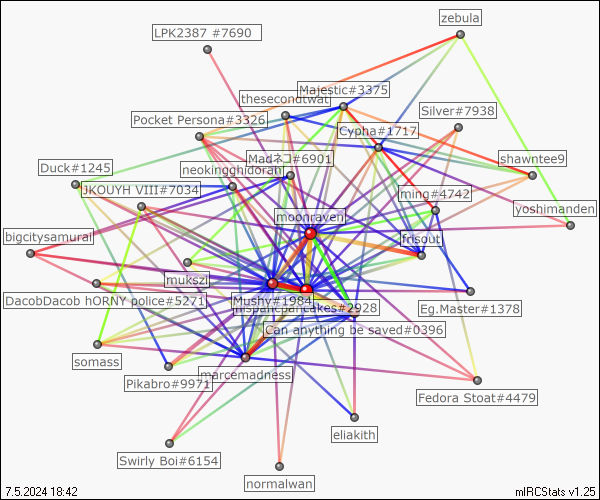 zebula
LPK2387 #7690
Majestic#3375
thesecondtwat
Silver#7938
Pocket Persona#3326
Cypha#1717
Madネコ#6901
shawntee9
Duck#1245
neokingghidorah
JKOUYH VIII#7034
ming#4742
moonraven
yoshimanden
bigcitysamurai
frisout
mukszi
DacobDacob hORNY police#5271
Mushy#1984
hispanicpancakes#2928
Eg.Master#1378
Can anything be saved#0396
somass
marcemadness
Pikabro#9971
Fedora Stoat#4479
eliakith
Swirly Boi#6154
normalwan
7.5.2024 18:42
mIRCStats v1.25